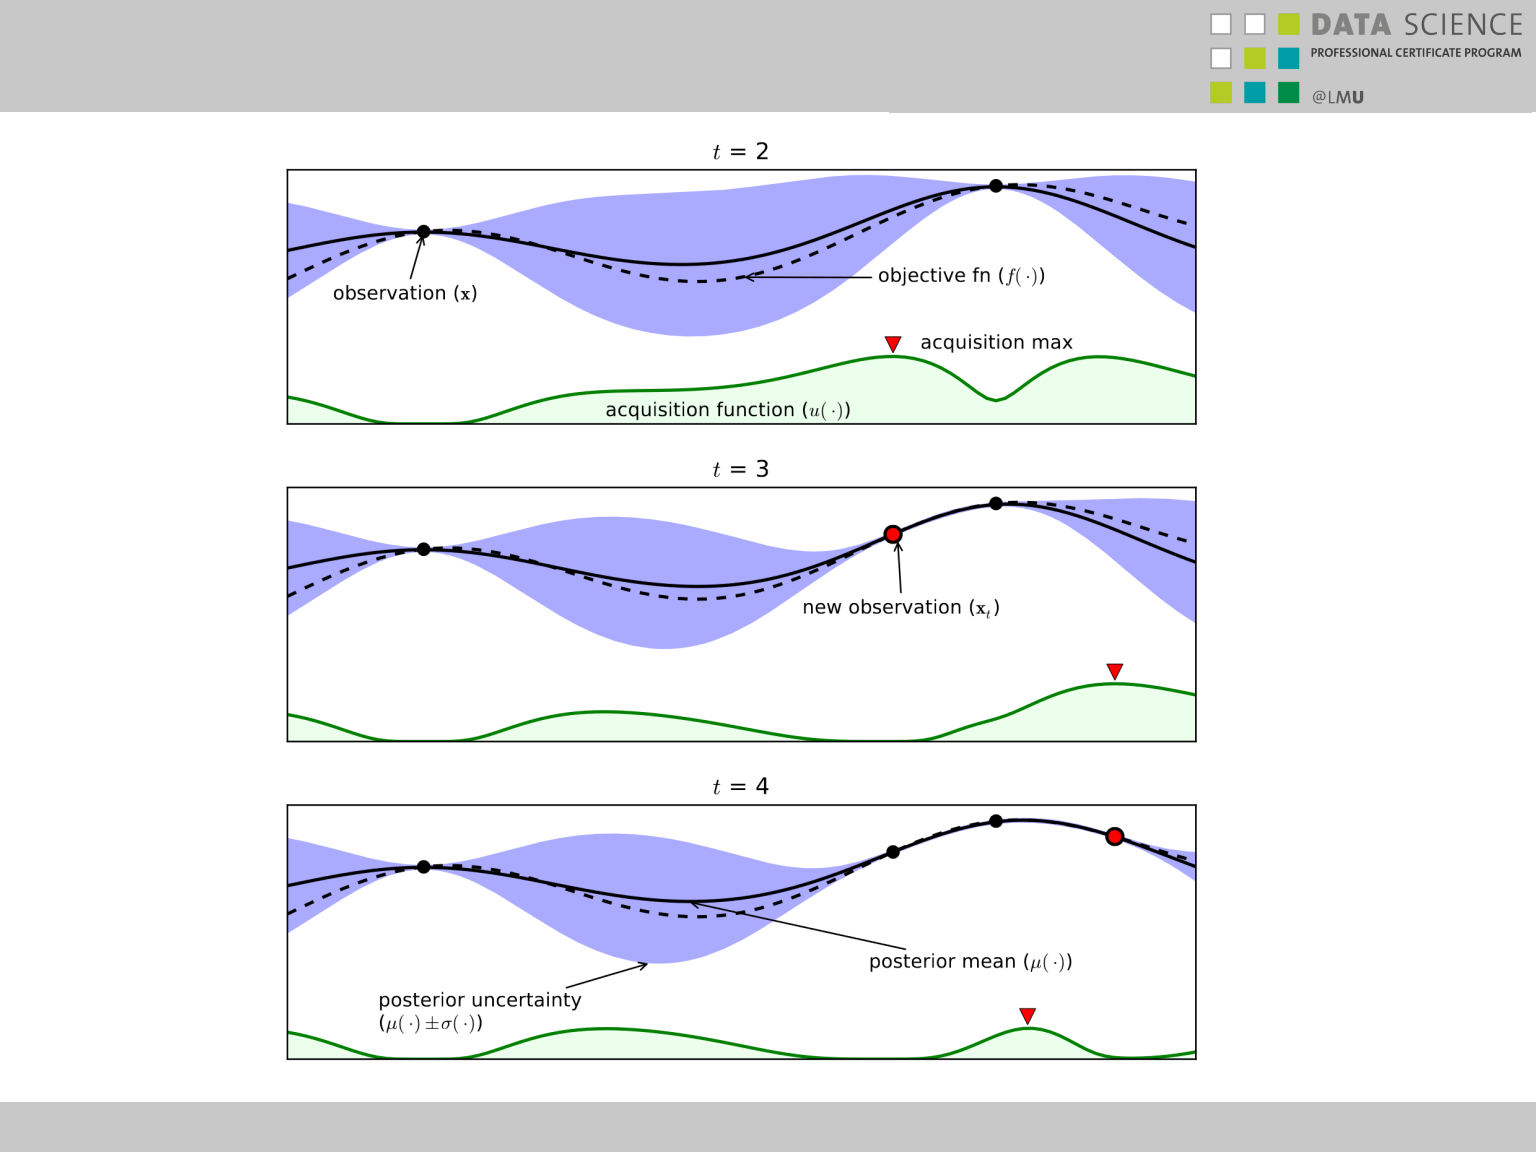 DATA SCIENCE
PROFESSIONAL CERTIFICATE PROGRAM
@LMU
t = 2
observation (x)
objective fn (f(·))
acquisition max
acquisition function (u(·))
t = 3
new observation (xₜ)
t = 4
posterior mean (μ(·))
posterior uncertainty
(μ(·)±σ(·))